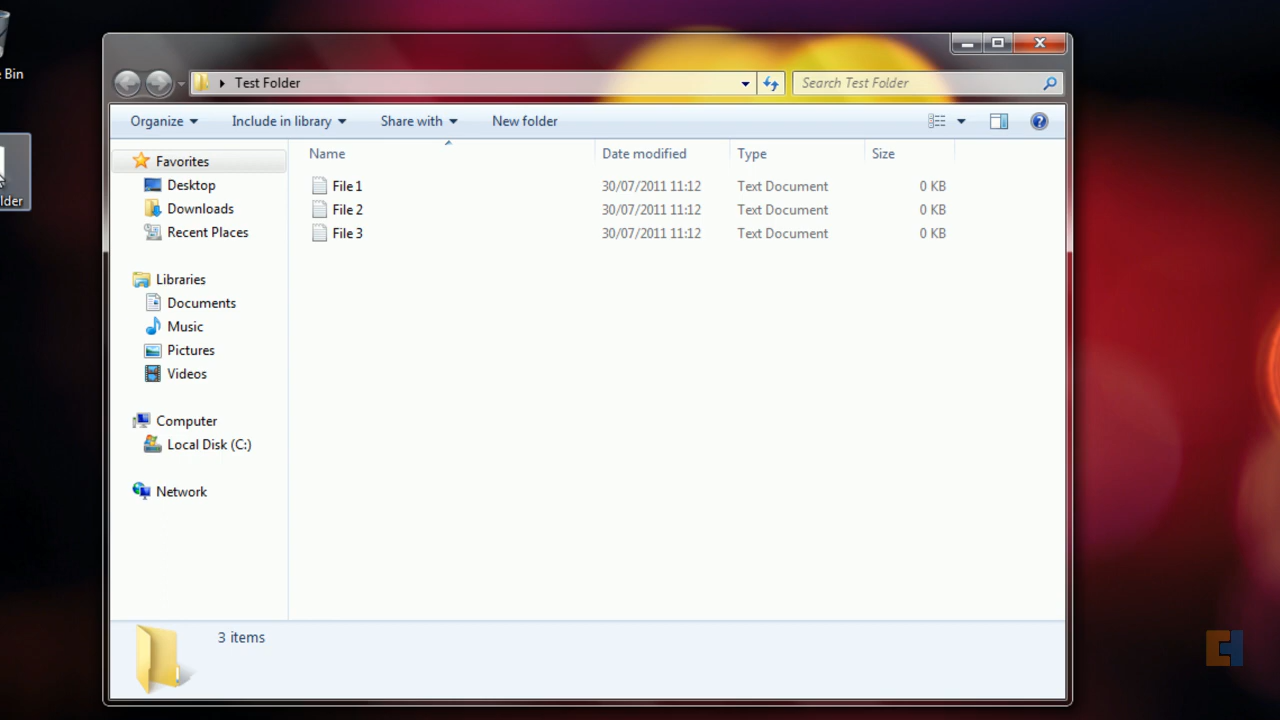 Bin
lder
Test Folder
Search Test Folder
Organize
Include in library
Share with
New folder
Name
Date modified
Type
Size
Favorites
Desktop
Downloads
Recent Places
Libraries
Documents
Music
Pictures
Videos
Computer
Local Disk (C:)
Network
File 1 30/07/2011 11:12 Text Document 0 KB
File 2 30/07/2011 11:12 Text Document 0 KB
File 3 30/07/2011 11:12 Text Document 0 KB
3 items